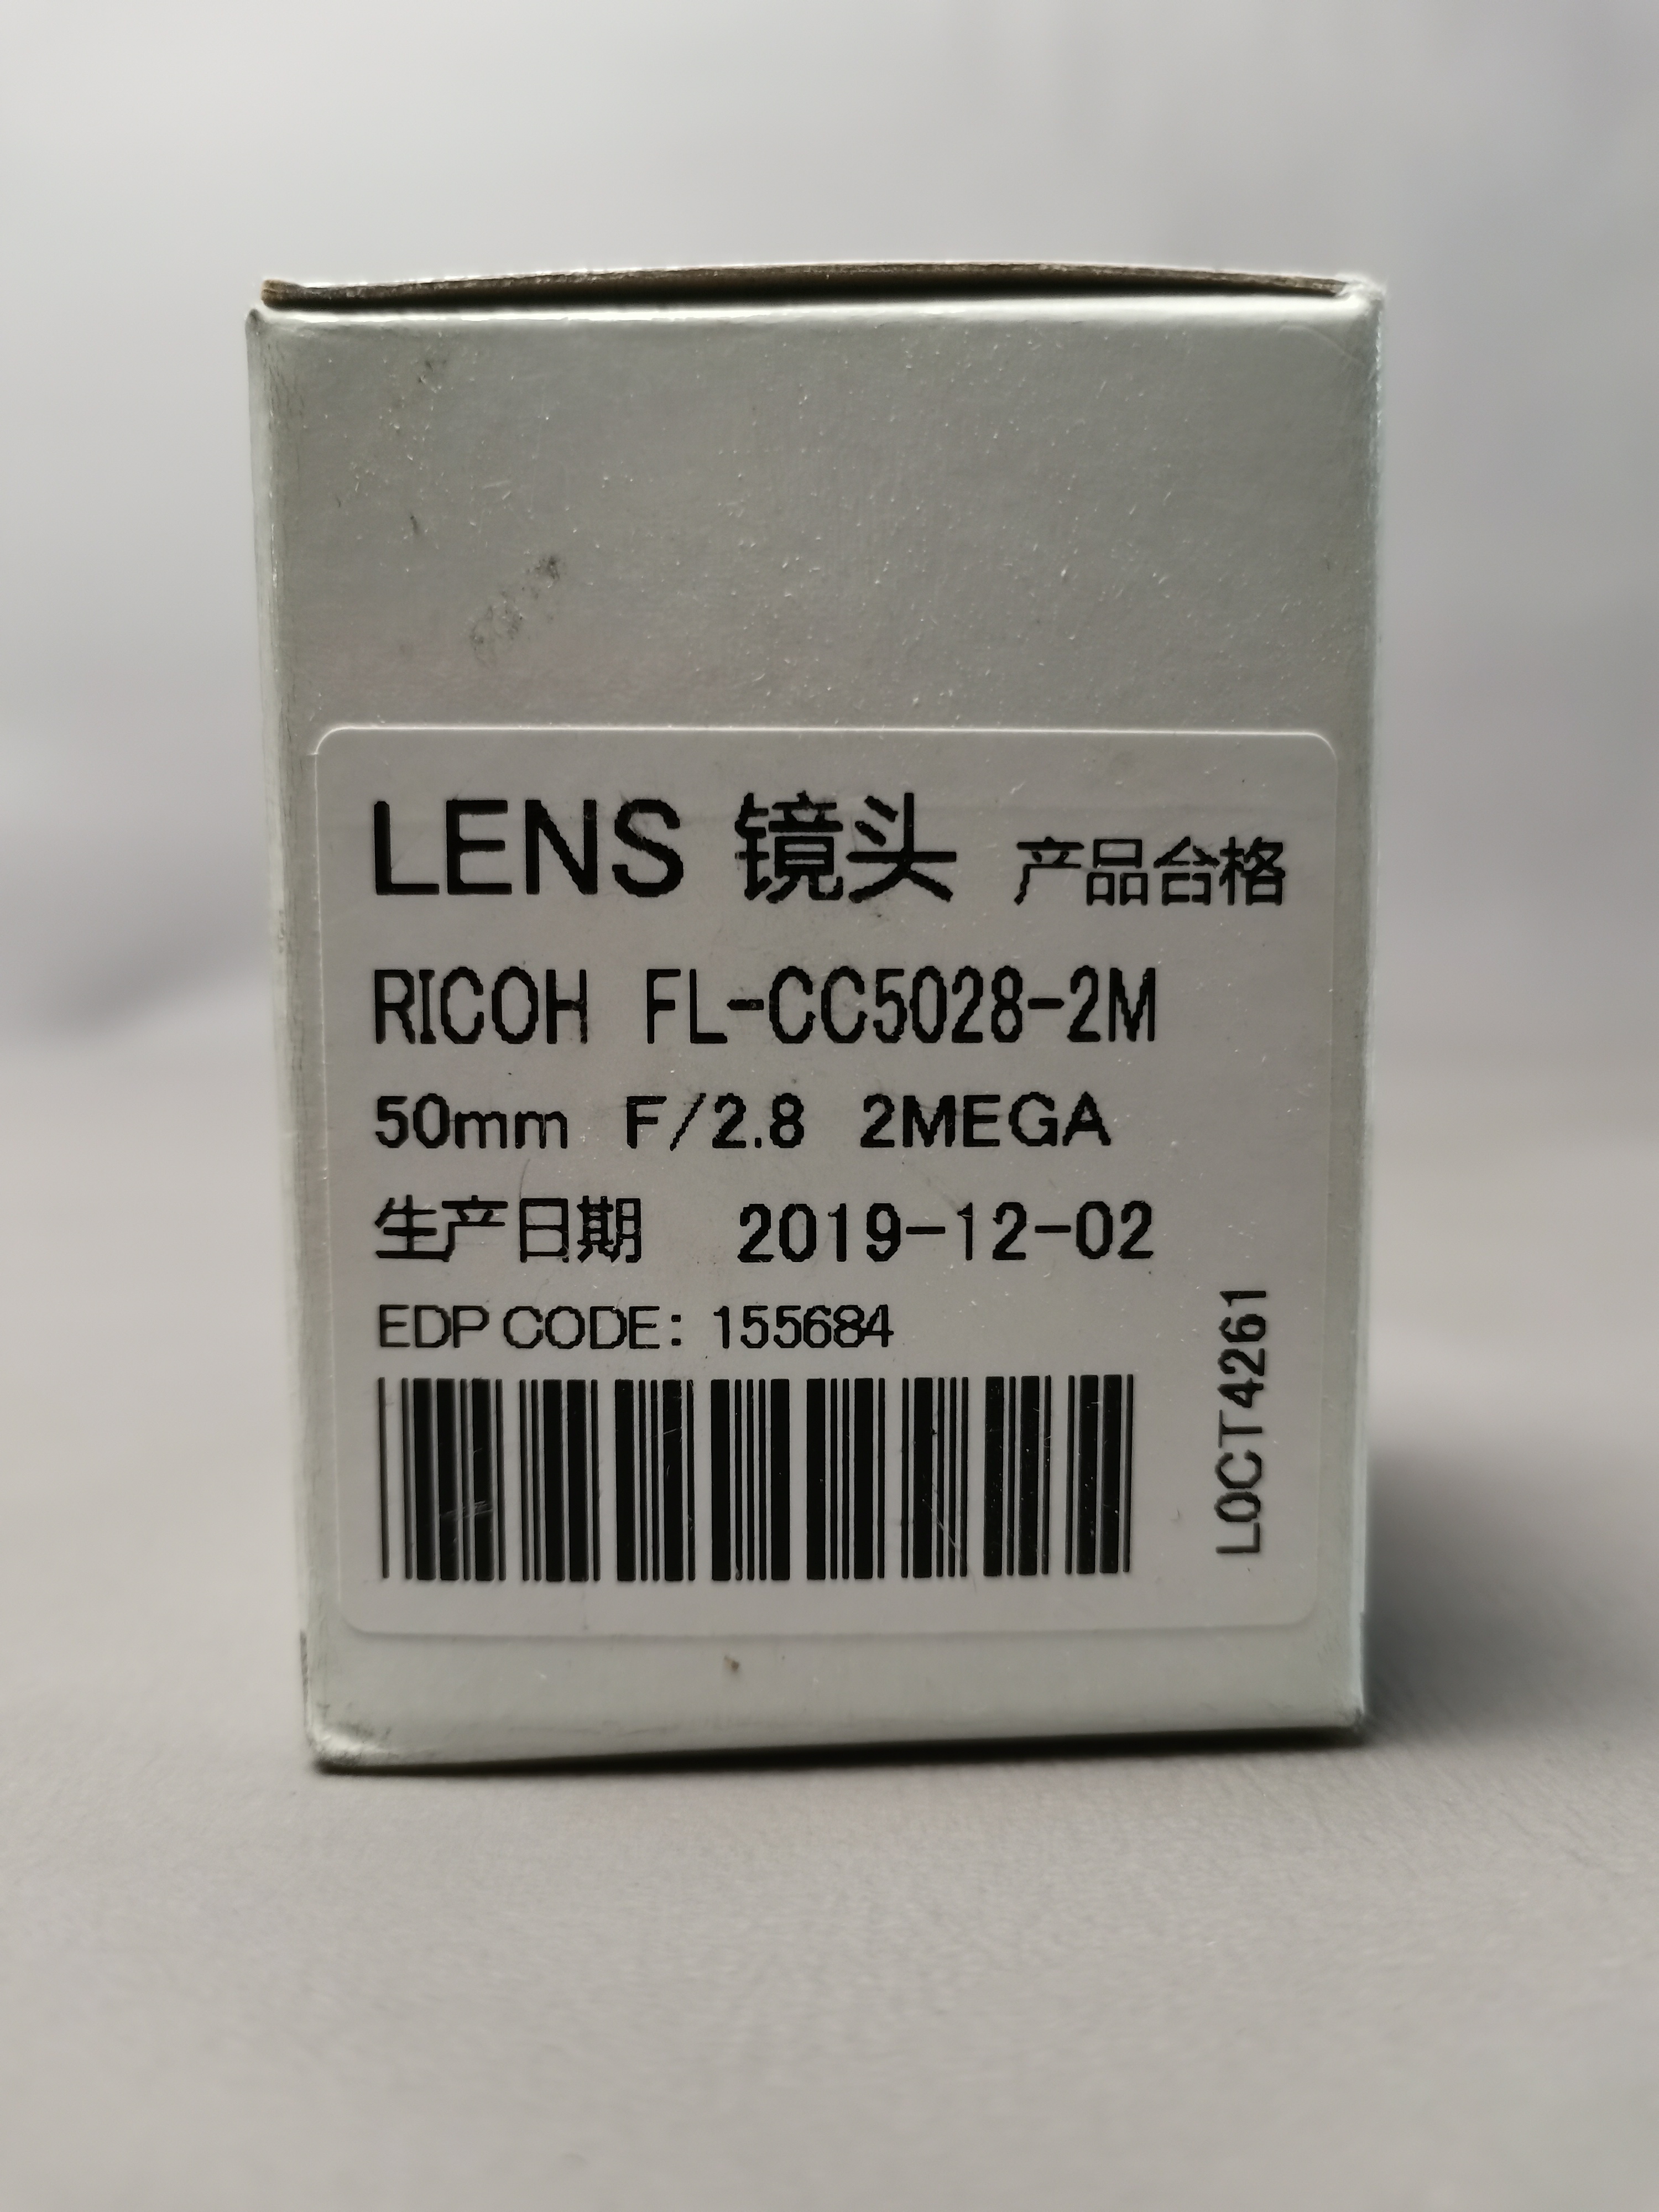 LENS 镜头 产品合格
RICOH FL-CC5028-2M
50mm F/2.8 2MEGA
生产日期 2019-12-02
EDP CODE: 155684
LOCT4261